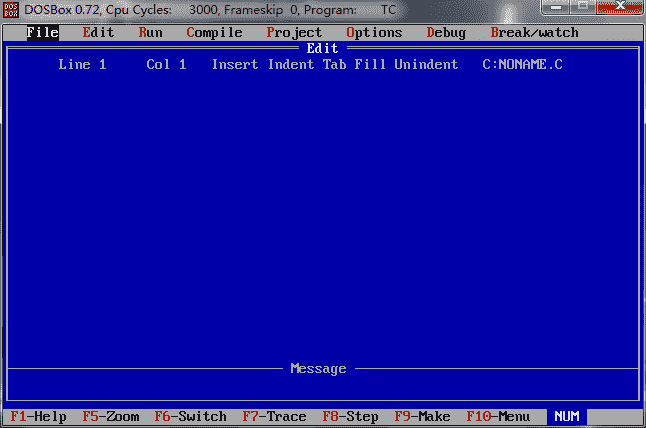 DOS BOX DOSBox 0.72, Cpu Cycles: 3000, Frameskip 0, Program: TC
File Edit Run Compile Project Options Debug Break/watch
Edit
Line 1 Col 1 Insert Indent Tab Fill Unindent C:NONAME.C
Message
F1-Help F5-Zoom F6-Switch F7-Trace F8-Step F9-Make F10-Menu NUM